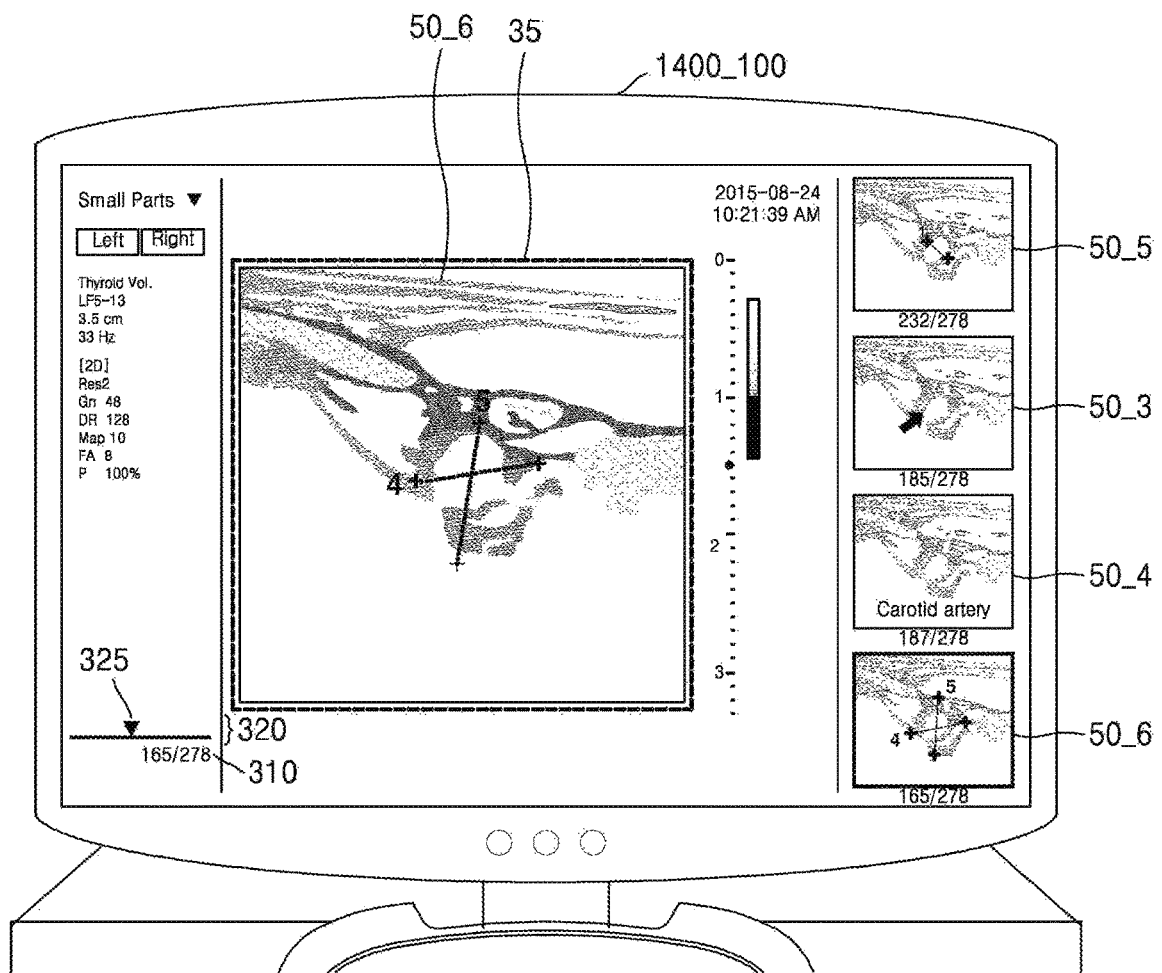 50_6 35
1400_100
Small Parts ▼
Left Right
Thyroid Vol.
LF5-13
3.5 cm
33 Hz
[2D]
Res2
Gn 48
DR 128
Map 10
FA 8
P 100%
325
320
165/278
310
2015-08-24
10:21:39 AM
0
1
2
3
5
4
232/278
50_5
185/278
50_3
Carotid artery
187/278
50_4
5
4
165/278
50_6